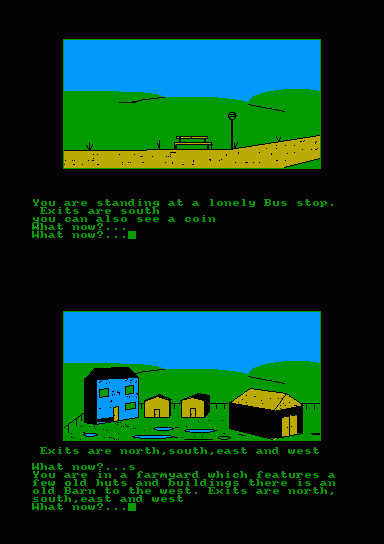 You are standing at a lonely Bus stop.
Exits are south
you can also see a coin
What now?...
What now?...
Exits are north,south,east and west
What now?...s
You are in a farmyard which features a
few old huts and buildings there is an
old Barn to the west. Exits are north,
south,east and west
What now?...